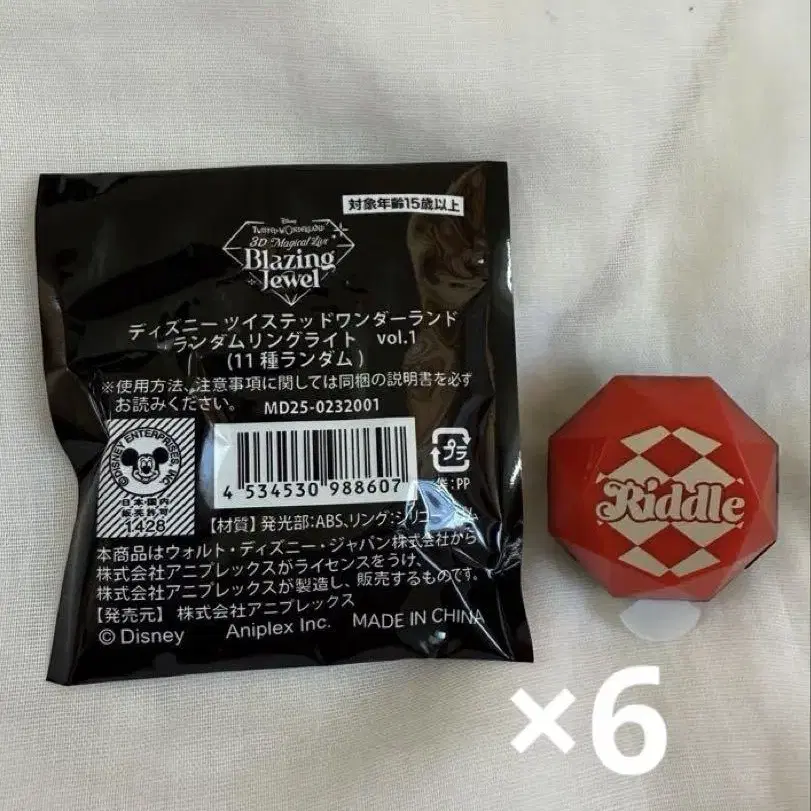 対象年齢15歳以上
Disney
TWISTED-WONDERLAND
3D Magical Live
Blazing
Jewel
ディズニー ツイステッドワンダーランド
ランダムリングライト vol.1
(11種ランダム)
※使用方法、注意事項に関しては同梱の説明書を必ず
お読みください。 MD25-0232001
©DISNEY ENTERPRISES, INC.
日本国内
販売許可
1428
4 534530 988607
プラ
袋:PP
【材質】発光部:ABS、リング:シリコーンゴム
本商品はウォルト・ディズニー・ジャパン株式会社から
株式会社アニプレックスがライセンスをうけ、
株式会社アニプレックスが製造し、販売するものです。
【発売元】 株式会社アニプレックス
© Disney Aniplex Inc. MADE IN CHINA
Riddle
×6